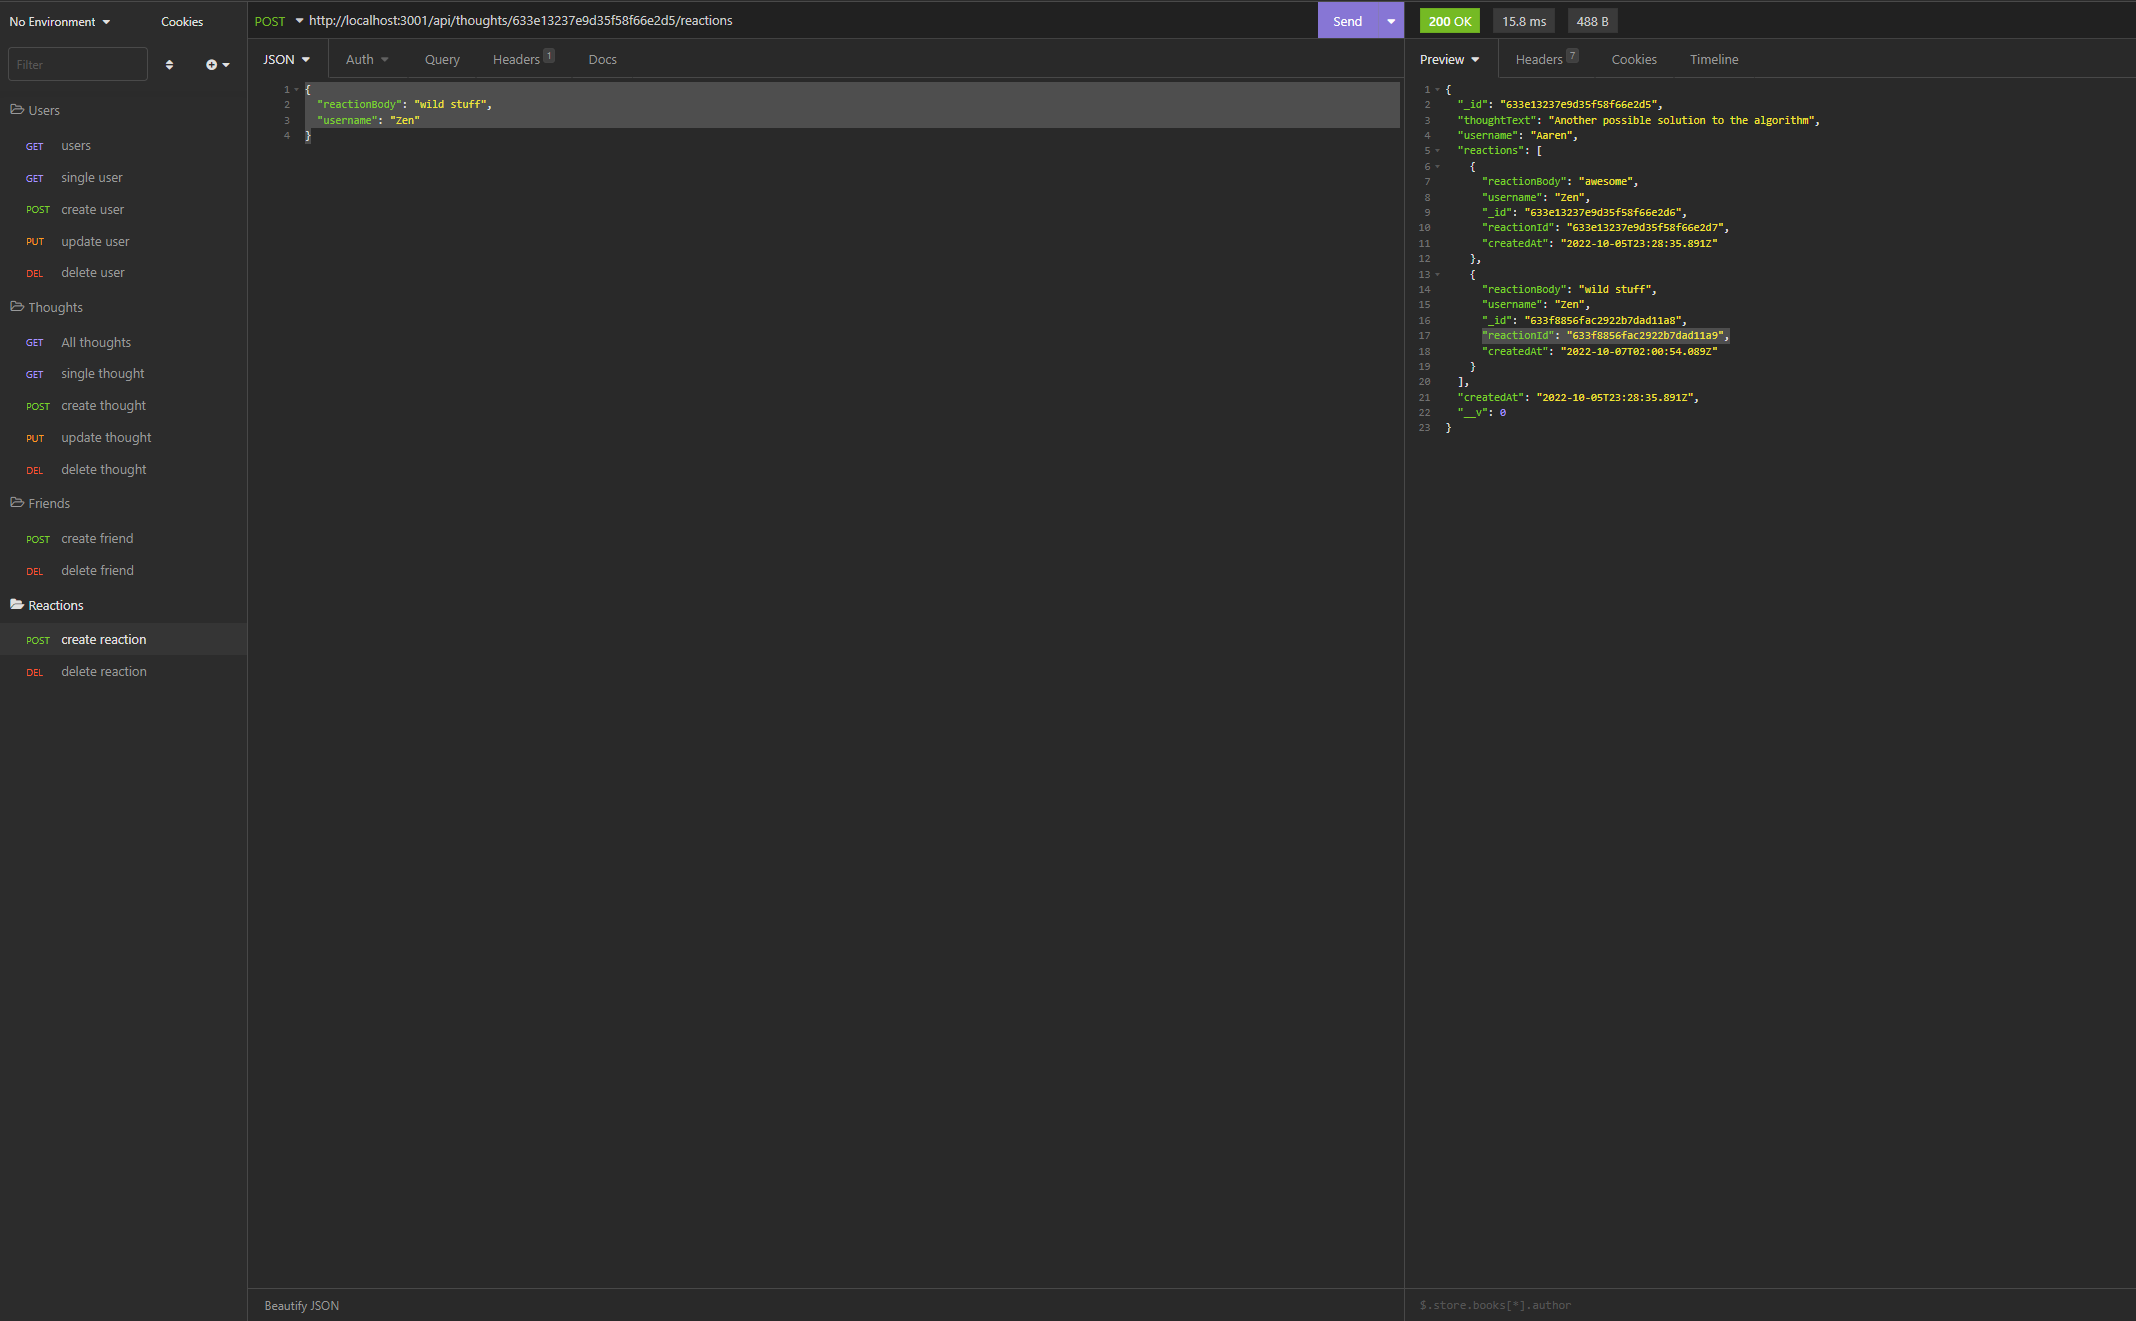 No Environment
Cookies
Filter
Users
GET users
GET single user
POST create user
PUT update user
DEL delete user
Thoughts
GET All thoughts
GET single thought
POST create thought
PUT update thought
DEL delete thought
Friends
POST create friend
DEL delete friend
Reactions
POST create reaction
DEL delete reaction
POST http://localhost:3001/api/thoughts/633e13237e9d35f58f66e2d5/reactions
Send
JSON Auth Query Headers 1 Docs
1 {
2 "reactionBody": "wild stuff",
3 "username": "Zen"
4 }
Beautify JSON
200 OK 15.8 ms 488 B
Preview Headers 7 Cookies Timeline
1 {
2 "_id": "633e13237e9d35f58f66e2d5",
3 "thoughtText": "Another possible solution to the algorithm",
4 "username": "Aaren",
5 "reactions": [
6 {
7 "reactionBody": "awesome",
8 "username": "Zen",
9 "_id": "633e13237e9d35f58f66e2d6",
10 "reactionId": "633e13237e9d35f58f66e2d7",
11 "createdAt": "2022-10-05T23:28:35.891Z"
12 },
13 {
14 "reactionBody": "wild stuff",
15 "username": "Zen",
16 "_id": "633f8856fac2922b7dad11a8",
17 "reactionId": "633f8856fac2922b7dad11a9",
18 "createdAt": "2022-10-07T02:00:54.089Z"
19 }
20 ],
21 "createdAt": "2022-10-05T23:28:35.891Z",
22 "__v": 0
23 }
$.store.books[*].author